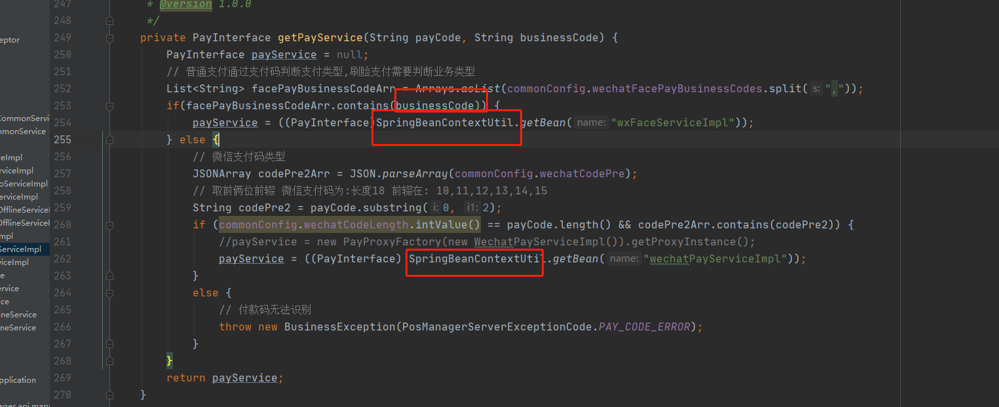 247 * @version 1.0.0
248 */
249 private PayInterface getPayService(String payCode, String businessCode) {
250 PayInterface payService = null;
251 // 普通支付通过支付码判断支付类型,刷脸支付需要判断业务类型
252 List<String> facePayBusinessCodeArr = Arrays.asList(commonConfig.wechatFacePayBusinessCodes.split( s: ","));
253 if(facePayBusinessCodeArr.contains(businessCode)) {
254 payService = ((PayInterface)SpringBeanContextUtil.getBean( name: "wxFaceServiceImpl"));
255 } else {
256 // 微信支付码类型
257 JSONArray codePre2Arr = JSON.parseArray(commonConfig.wechatCodePre);
258 // 取前俩位前辍 微信支付码为:长度18 前辍在: 10,11,12,13,14,15
259 String codePre2 = payCode.substring( i: 0, i1: 2);
260 if (commonConfig.wechatCodeLength.intValue() == payCode.length() && codePre2Arr.contains(codePre2)) {
261 //payService = new PayProxyFactory(new WechatPayServiceImpl()).getProxyInstance();
262 payService = ((PayInterface) SpringBeanContextUtil.getBean( name: "wechatPayServiceImpl"));
263 }
264 else {
265 // 付款码无法识别
266 throw new BusinessException(PosManagerServerExceptionCode.PAY_CODE_ERROR);
267 }
268 }
269 return payService;
270 }
eptor
CommonServi
nmonService
ceImpl
rviceImpl
oServiceImpl
erviceImpl
OfflineServiceI
OfflineServiceI
mpl
ServiceImpl
viceImpl
e
ervice
ice
ineService
neService
pplication